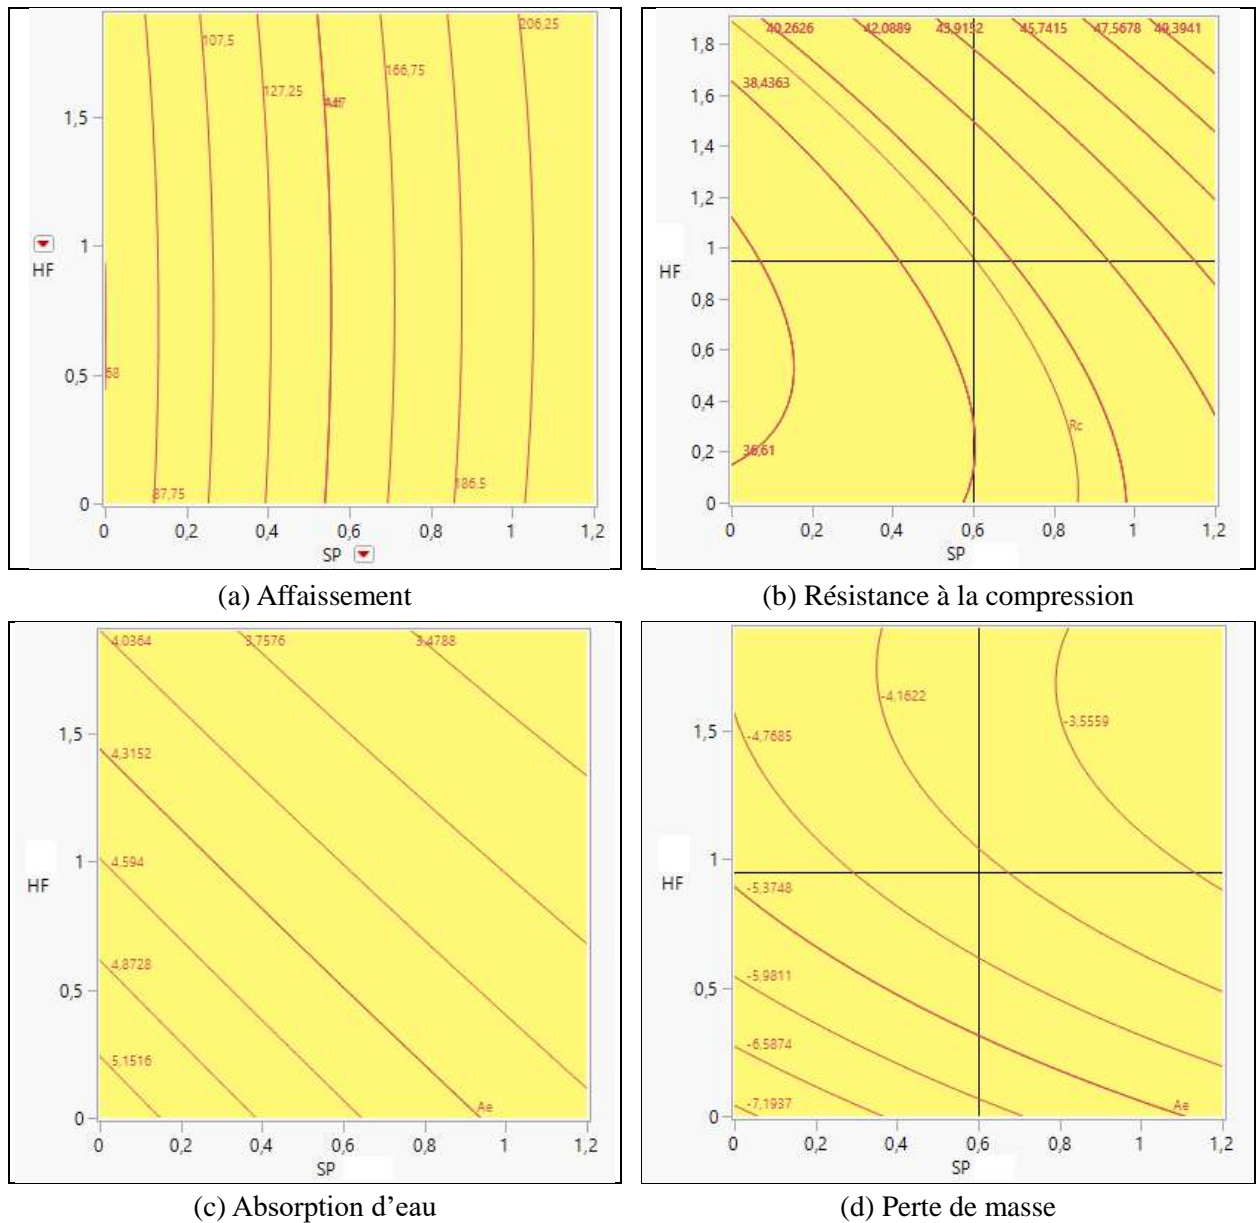 206,25
107,5
166,75
127,25
1,5
1
HF
0,5
68
186,5
87,75
0
0 0,2 0,4 0,6 0,8 1 1,2
SP
40,2626 42,0889 43,9152 45,7415 47,5678 49,3941
1,8
38,4363
1,6
1,4
1,2
1
HF
0,8
0,6
0,4
Rc
0,2
36,61
0
0 0,2 0,4 0,6 0,8 1 1,2
SP
(a) Affaissement
(b) Résistance à la compression
4,0364 3,7576 3,4788
1,5
4,3152
1
4,594
HF
4,8728
0,5
5,1516
Ae
0
0 0,2 0,4 0,6 0,8 1 1,2
SP
-4,1622
-3,5559
1,5
-4,7685
1
HF
-5,3748
-5,9811
0,5
-6,5874
-7,1937
Ae
0
0 0,2 0,4 0,6 0,8 1 1,2
SP
(c) Absorption d’eau
(d) Perte de masse